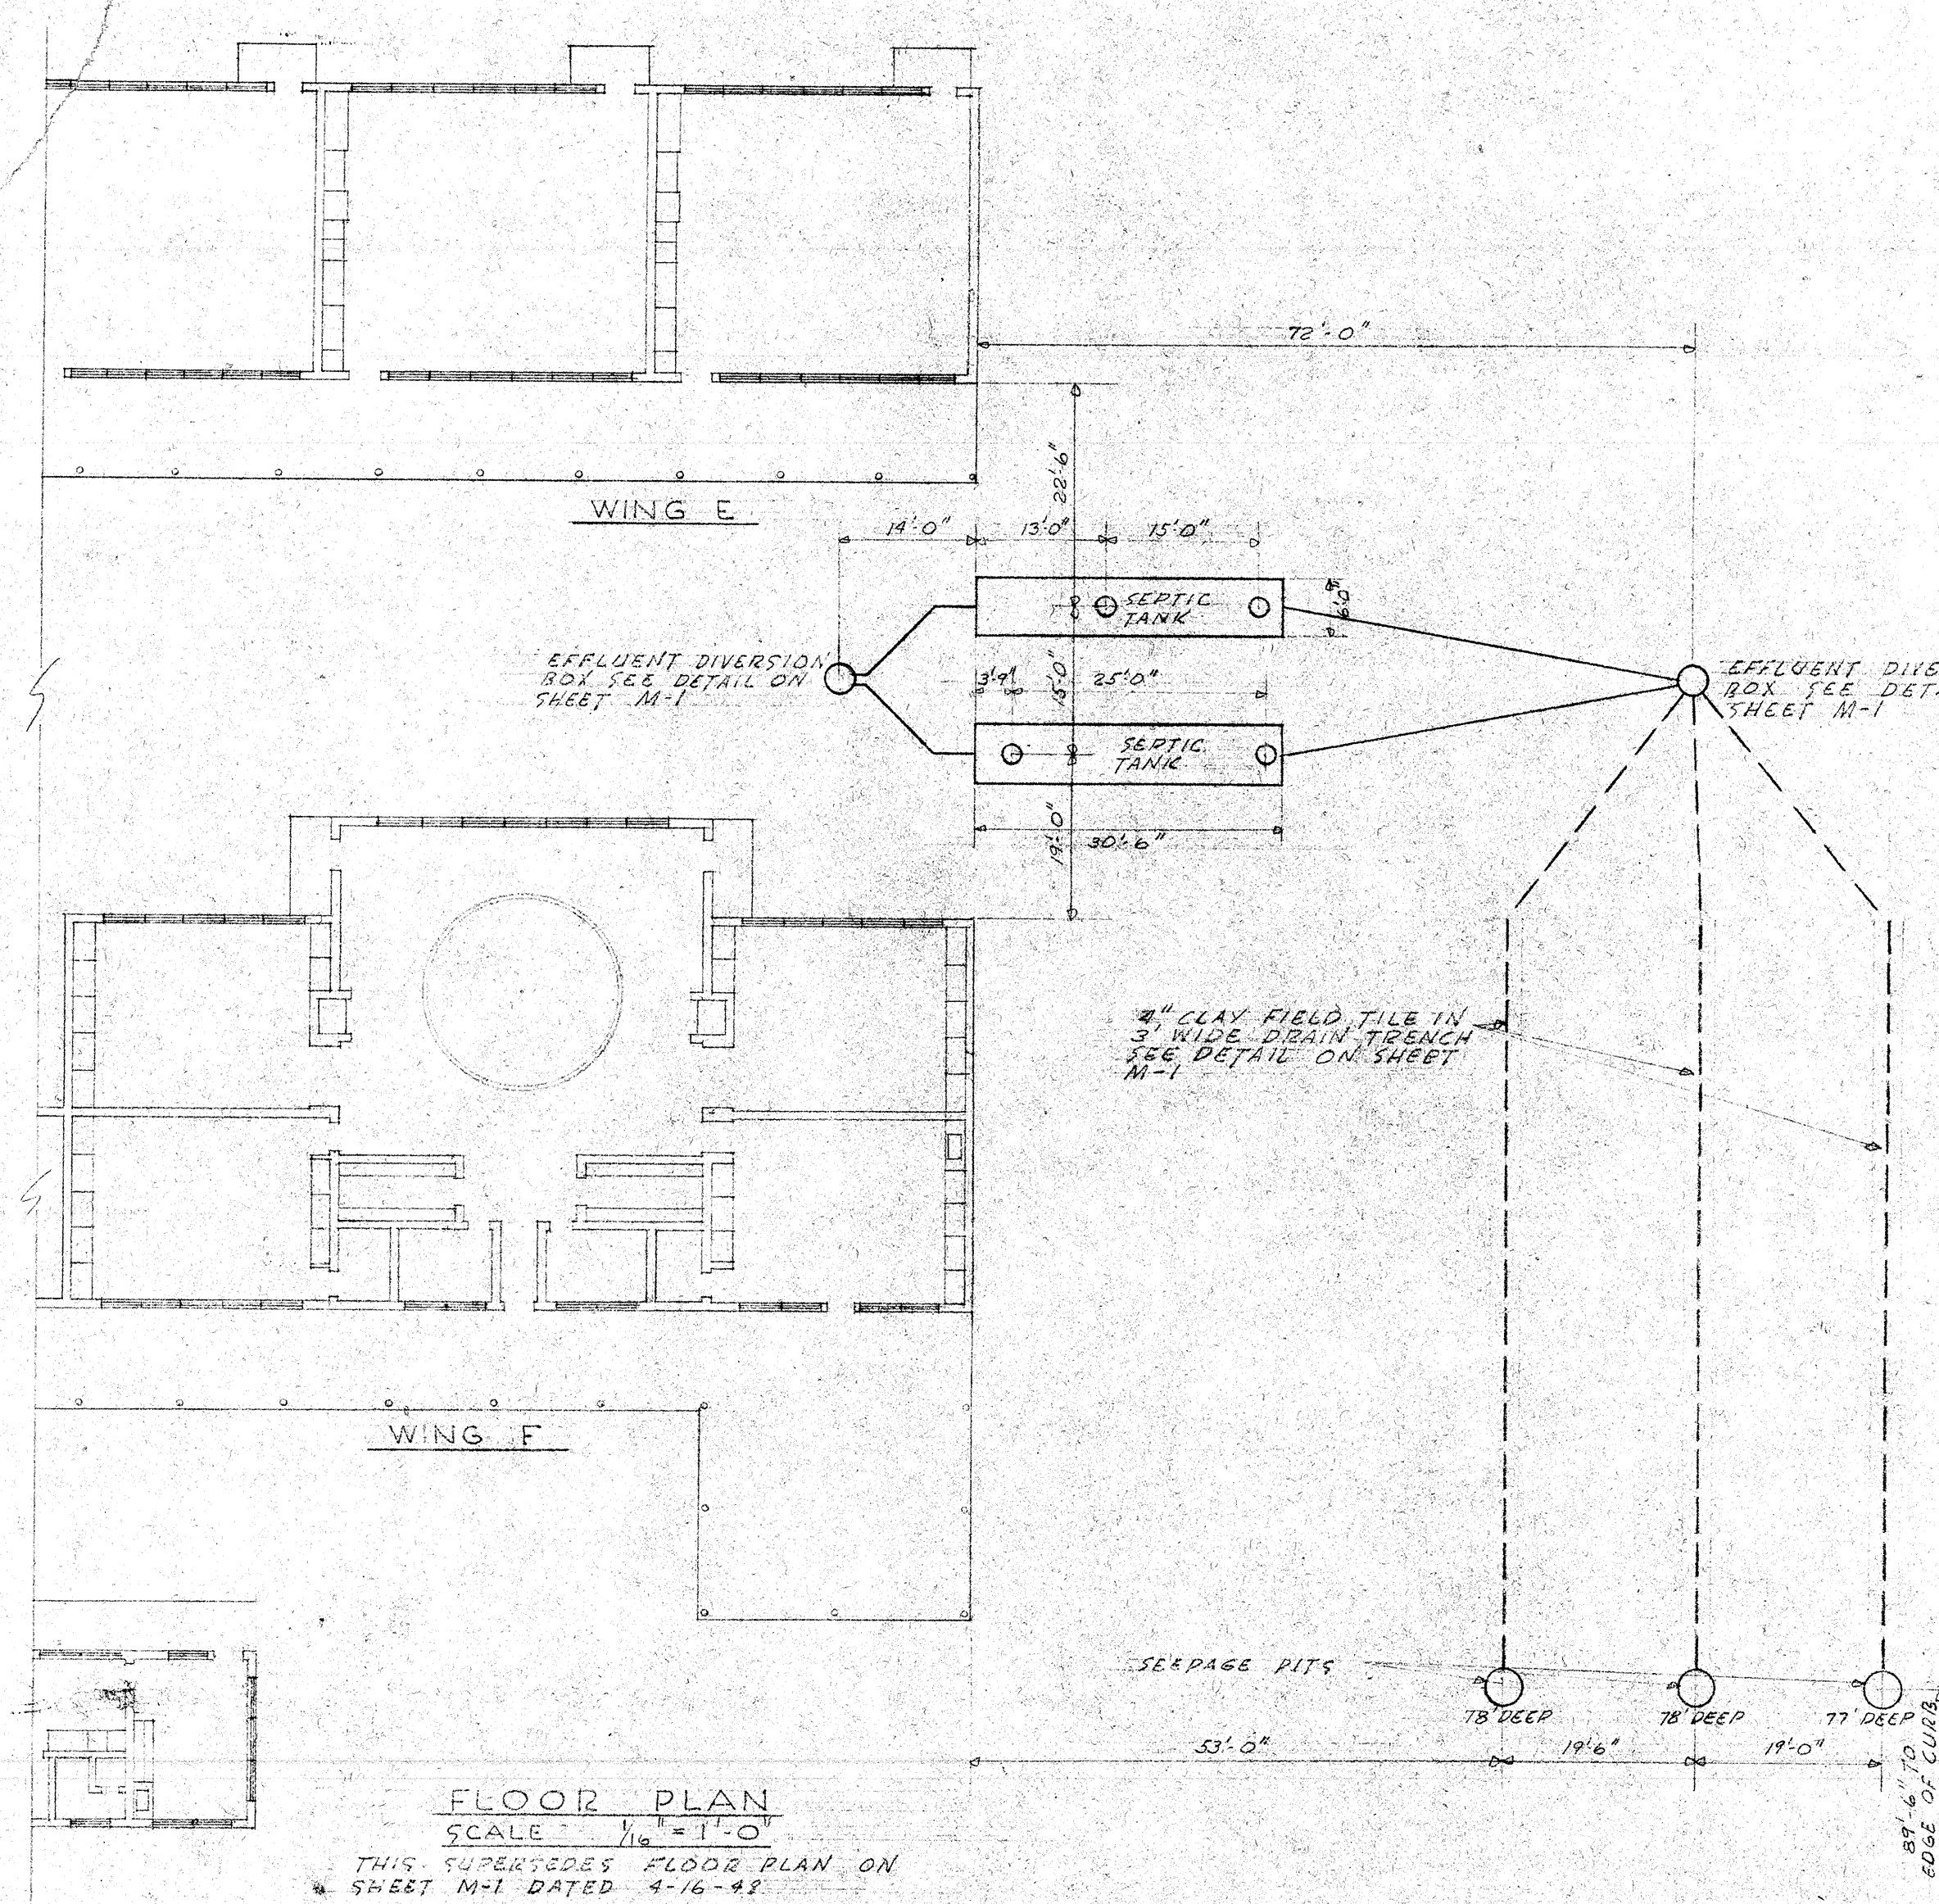 72'-0"
22'-6"
WING E
14'-0"
13'-0"
15'-0"
SEPTIC
TANK
6'-0"
EFFLUENT DIVERSION
BOX SEE DETAIL ON
SHEET M-1
3'-9"
15'-0"
25'-0"
EFFLUENT DIVE
BOX SEE DETA
SHEET M-1
SEPTIC
TANK
19'-0"
30'-6"
4" CLAY FIELD TILE IN
3' WIDE DRAIN TRENCH
SEE DETAIL ON SHEET
M-1
WING F
SEEPAGE PITS
78' DEEP
78' DEEP
77' DEEP
53'-0"
19'-6"
19'-0"
89'-6" TO
EDGE OF CURB
FLOOR PLAN
SCALE 1/16" = 1'-0"
THIS SUPERSEDES FLOOR PLAN ON
SHEET M-1 DATED 4-16-48